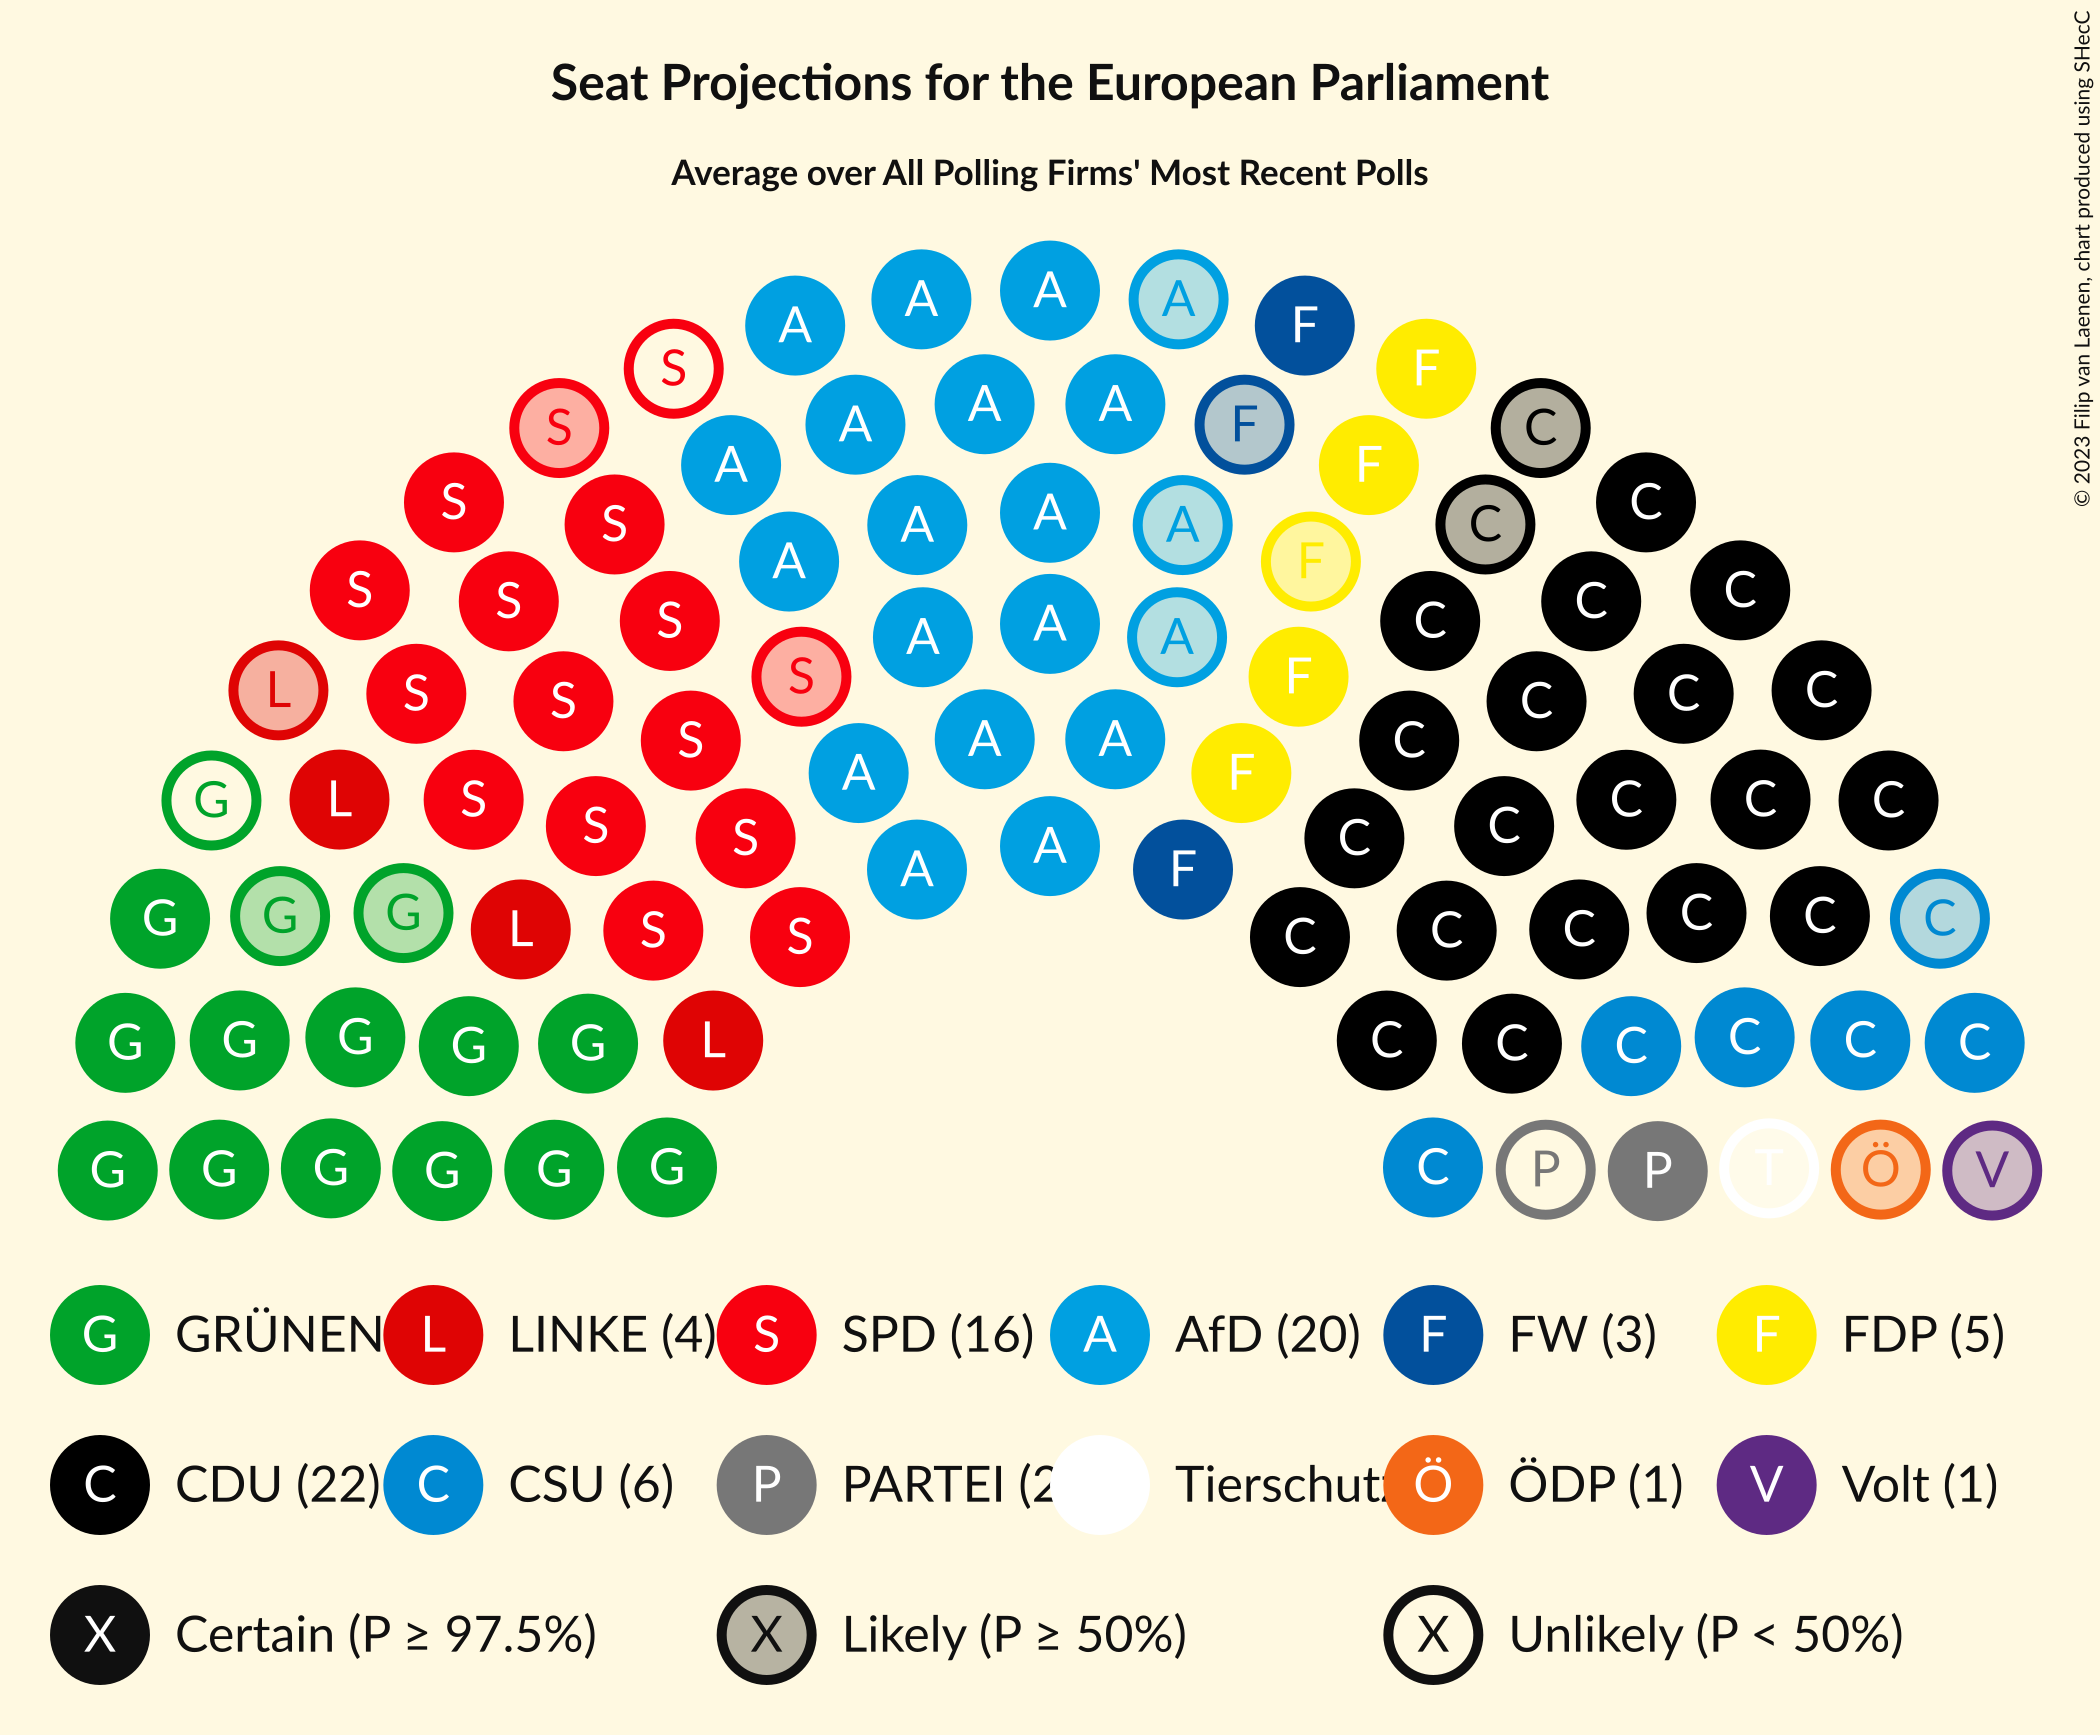 Seat Projections for the European Parliament
Average over All Polling Firms' Most Recent Polls
© 2023 Filip van Laenen, chart produced using SHecC
A A A A F
S A A A A F F
S S A A A A F F C
S S A A A A F C C
S S S S A A A F C C C C
L S S S A A A F C C C C
G L S S S A A F C C C C C
G G G L S S C C C C C C
G G G G G L C C C C C C
G G G G G G C P P T Ö V
G GRÜNEN L LINKE (4) S SPD (16) A AfD (20) F FW (3) F FDP (5)
C CDU (22) C CSU (6) P PARTEI (2 Tierschutz Ö ÖDP (1) V Volt (1)
X Certain (P ≥ 97.5%) X Likely (P ≥ 50%) X Unlikely (P < 50%)